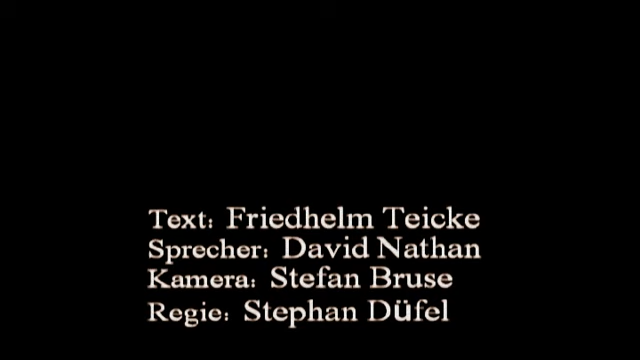 Text: Friedhelm Teicke
Sprecher: David Nathan
Kamera: Stefan Bruse
Regie: Stephan Düfel